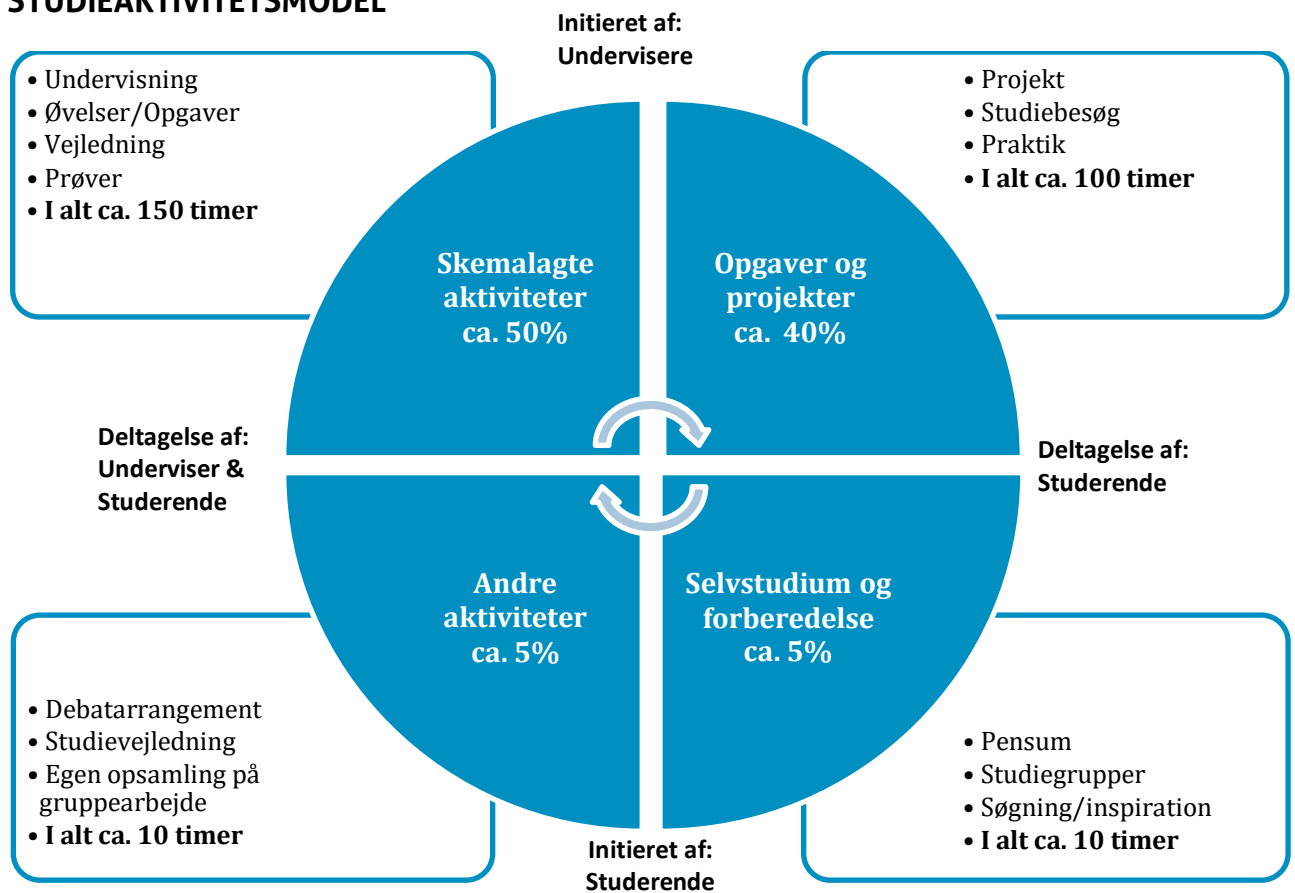 STUDIEAKTIVITETSMODEL
Initieret af:
Undervisere
• Undervisning
• Øvelser/Opgaver
• Vejledning
• Prøver
• I alt ca. 150 timer
• Projekt
• Studiebesøg
• Praktik
• I alt ca. 100 timer
Skemalagte
aktiviteter
ca. 50%
Opgaver og
projekter
ca. 40%
Deltagelse af:
Underviser &
Studerende
Deltagelse af:
Studerende
Andre
aktiviteter
ca. 5%
Selvstudium og
forberedelse
ca. 5%
• Debatarrangement
• Studievejledning
• Egen opsamling på
gruppearbejde
• I alt ca. 10 timer
• Pensum
• Studiegrupper
• Søgning/inspiration
• I alt ca. 10 timer
Initieret af:
Studerende